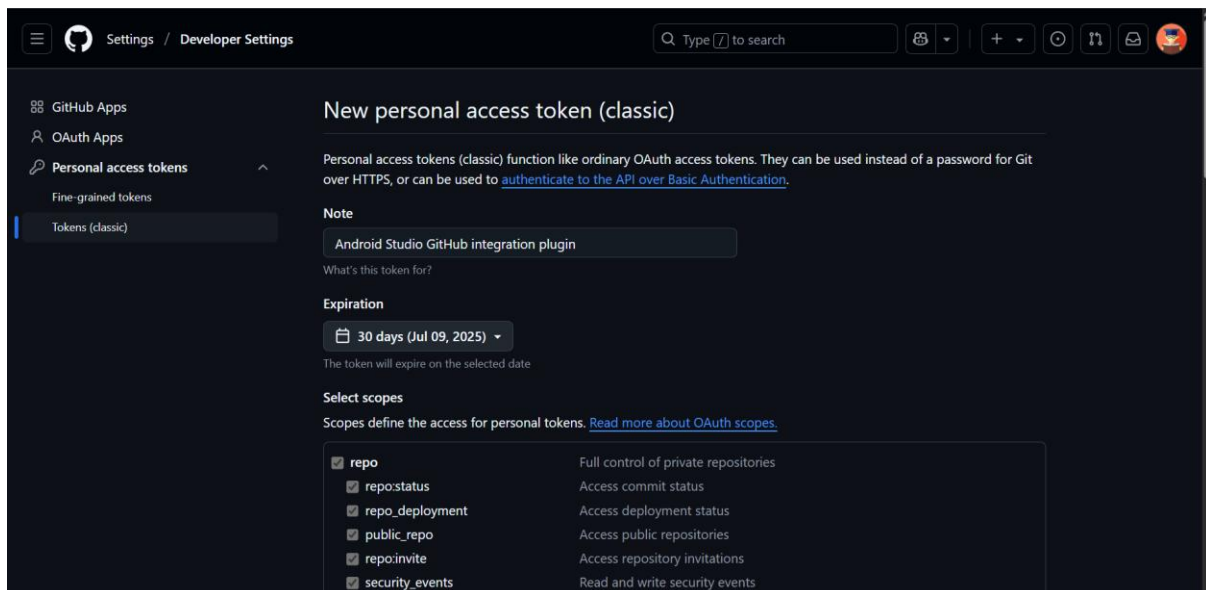 Settings / Developer Settings
Type / to search
GitHub Apps
OAuth Apps
Personal access tokens
Fine-grained tokens
Tokens (classic)
New personal access token (classic)
Personal access tokens (classic) function like ordinary OAuth access tokens. They can be used instead of a password for Git
over HTTPS, or can be used to authenticate to the API over Basic Authentication.
Note
Android Studio GitHub integration plugin
What's this token for?
Expiration
30 days (Jul 09, 2025)
The token will expire on the selected date
Select scopes
Scopes define the access for personal tokens. Read more about OAuth scopes.
repo Full control of private repositories
repo:status Access commit status
repo_deployment Access deployment status
public_repo Access public repositories
repo:invite Access repository invitations
security_events Read and write security events